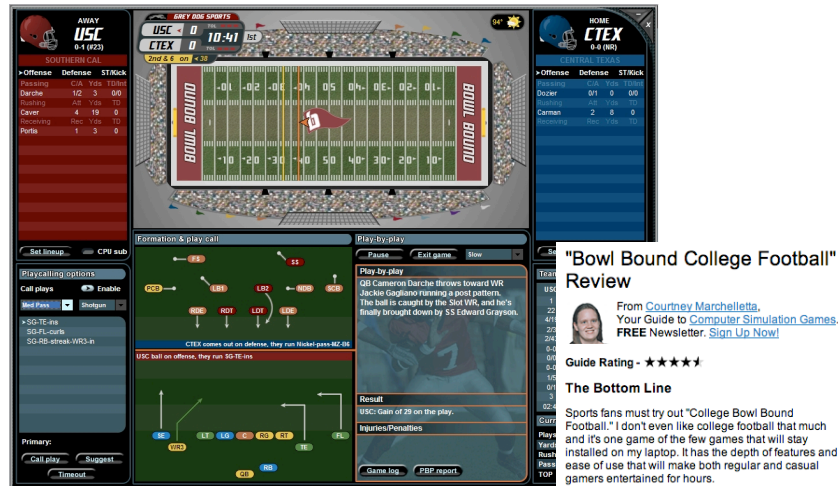 AWAY
USC
0-1 (#23)
SOUTHERN CAL
Offense Defense ST/Kick
Passing C/A Yds TD/Int
Darche 1/2 3 0/0
Rushing Att Yds TD
Caver 4 19 0
Receiving Rec Yds TD
Portis 1 3 0
Set lineup CPU sub
GREY DOG SPORTS
USC 0
CTEX 0
10:41 1st
2nd & 6 on 38
94°
BOWL BOUND
BOWL BOUND
HOME
CTEX
0-0 (NR)
CENTRAL TEXAS
Offense Defense ST/Kick
Passing C/A Yds TD/Int
Dozier 0/1 0 0/0
Rushing Att Yds TD
Carman 2 8 0
Receiving Rec Yds TD
Playcalling options
Call plays Enable
Med Pass Shotgun
SG-TE-ins
SG-FL-curls
SG-RB-streak-WR3-in
Primary:
Call play Suggest
Timeout
Formation & play call
FS SS
PCB LB1 LB2 NDB SCB
RDE RDT LDT LDE
CTEX comes out on defense, they run Nickel-pass-MZ-D6
USC ball on offense, they run SG-TE-ins
SE LT LG C RG RT FL
WR3 TE
RB
QB
Play-by-play
Pause Exit game Slow
Play-by-play
QB Cameron Darche throws toward WR
Jackie Gagliano running a post pattern.
The ball is caught by the Slot WR, and he's
finally brought down by SS Edward Grayson.
Result
USC: Gain of 29 on the play.
Injuries/Penalties
Game log PBP report
"Bowl Bound College Football"
Review
From Courtney Marchelletta,
Your Guide to Computer Simulation Games.
FREE Newsletter. Sign Up Now!
Guide Rating -
The Bottom Line
Sports fans must try out "College Bowl Bound
Football." I don't even like college football that much
and it's one game of the few games that will stay
installed on my laptop. It has the depth of features and
ease of use that will make both regular and casual
gamers entertained for hours.